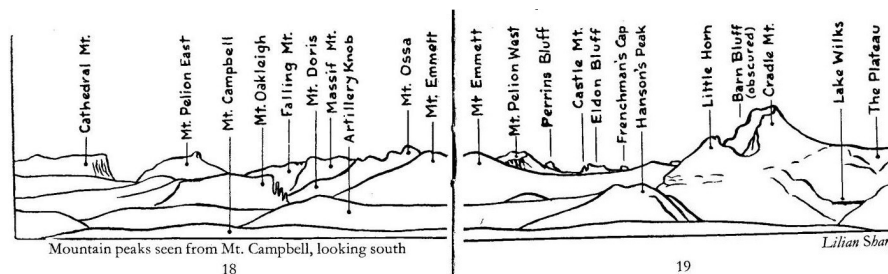 Cathedral Mt.
Mt. Pelion East
Mt. Campbell
Mt. Oakleigh
Falling Mt.
Mt. Doris
Massif Mt.
Artillery Knob
Mt. Ossa
Mt. Emmett
Mt Emmett
Mt. Pelion West
Perrins Bluff
Castle Mt.
Eldon Bluff
Frenchman's Cap
Hanson's Peak
Little Horn
Barn Bluff
(obscured)
Cradle Mt.
Lake Wilks
The Plateau
Mountain peaks seen from Mt. Campbell, looking south
Lilian Shar
18
19